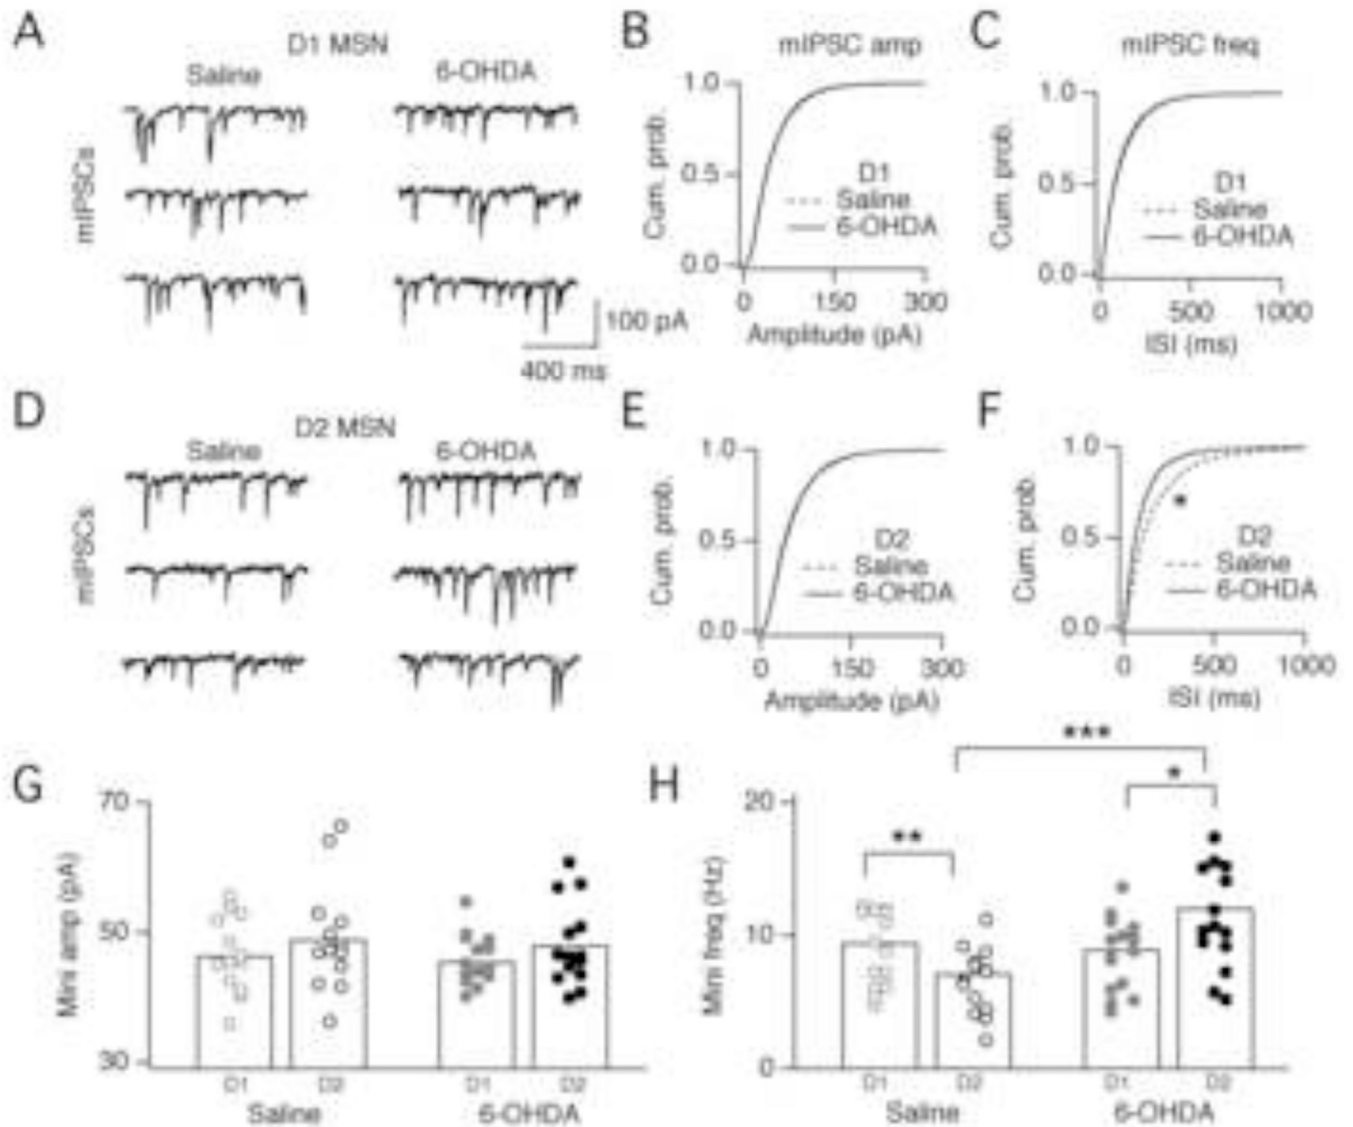 A
D1 MSN
Saline
6-OHDA
mIPSCs
100 pA
400 ms
B
mIPSC amp
Cum. prob.
1.0
0.5
0.0
D1
Saline
6-OHDA
0
150
300
Amplitude (pA)
C
mIPSC freq
Cum. prob.
1.0
0.5
0.0
D1
Saline
6-OHDA
0
500
1000
ISI (ms)
D
D2 MSN
Saline
6-OHDA
mIPSCs
E
Cum. prob.
1.0
0.5
0.0
D2
Saline
6-OHDA
0
150
300
Amplitude (pA)
F
Cum. prob.
1.0
0.5
0.0
*
D2
Saline
6-OHDA
0
500
1000
ISI (ms)
G
Mini amp (pA)
70
50
30
D1
D2
D1
D2
Saline
6-OHDA
H
Mini freq (Hz)
20
10
0
**
***
*
D1
D2
D1
D2
Saline
6-OHDA